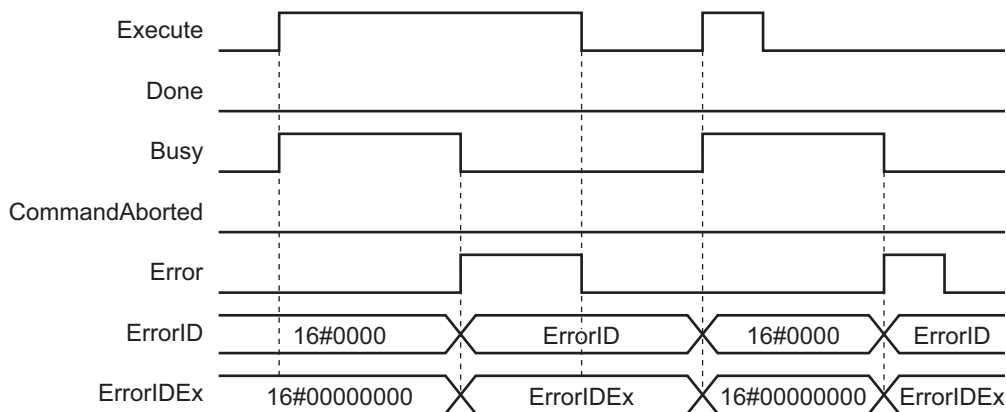 Execute
Done
Busy
CommandAborted
Error
ErrorID 16#0000 ErrorID 16#0000 ErrorID
ErrorIDEx 16#00000000 ErrorIDEx 16#00000000 ErrorIDEx